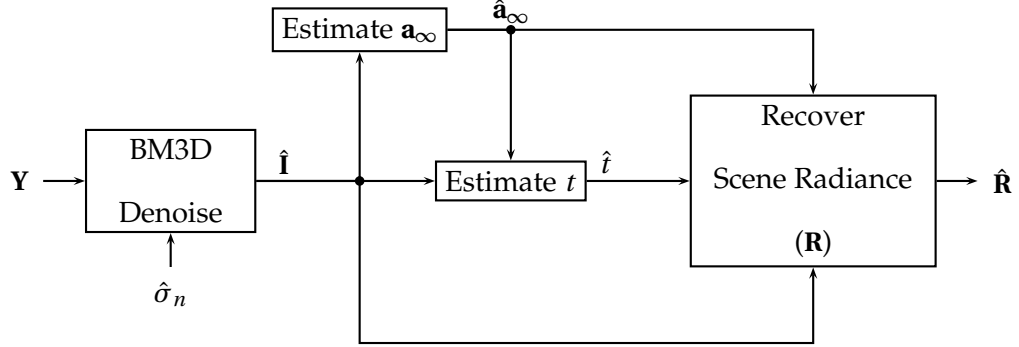 Estimate a∞
â∞
BM3D
Denoise
Y
Î
Estimate t
t̂
Recover
Scene Radiance
(R)
R̂
σ̂n